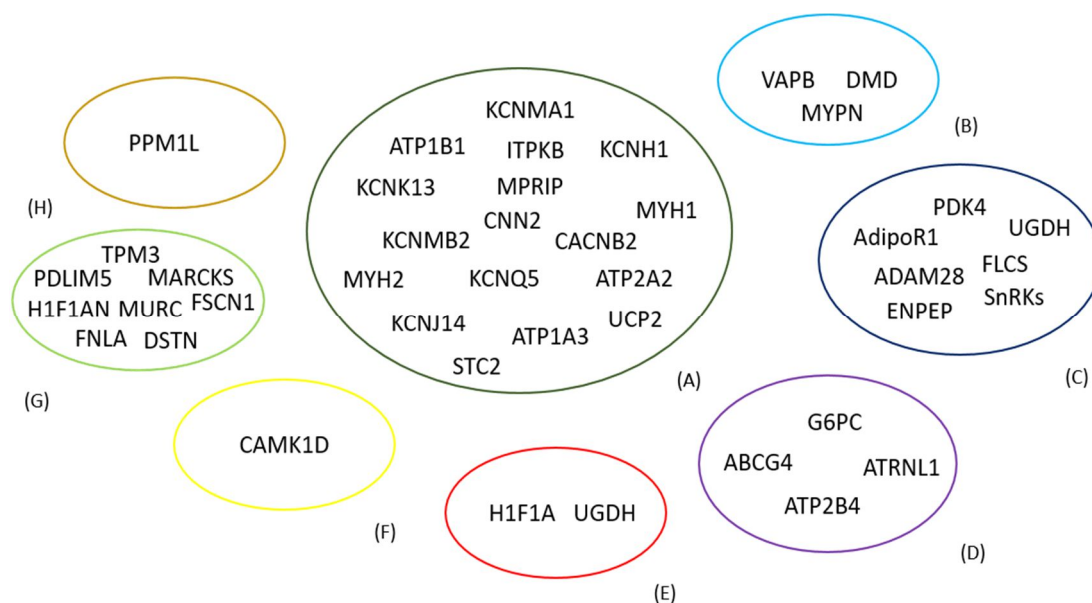 PPM1L
(H)
KCNMA1
ATP1B1 ITPKB KCNH1
KCNK13 MPRIP
CNN2 MYH1
KCNMB2 CACNB2
MYH2 KCNQ5 ATP2A2
KCNJ14 ATP1A3 UCP2
STC2
(A)
VAPB DMD
MYPN
(B)
PDK4
AdipoR1 UGDH
ADAM28 FLCS
ENPEP SnRKs
(C)
TPM3
PDLIM5 MARCKS
H1F1AN MURC FSCN1
FNLA DSTN
(G)
CAMK1D
(F)
H1F1A UGDH
(E)
G6PC
ABCG4 ATRNL1
ATP2B4
(D)